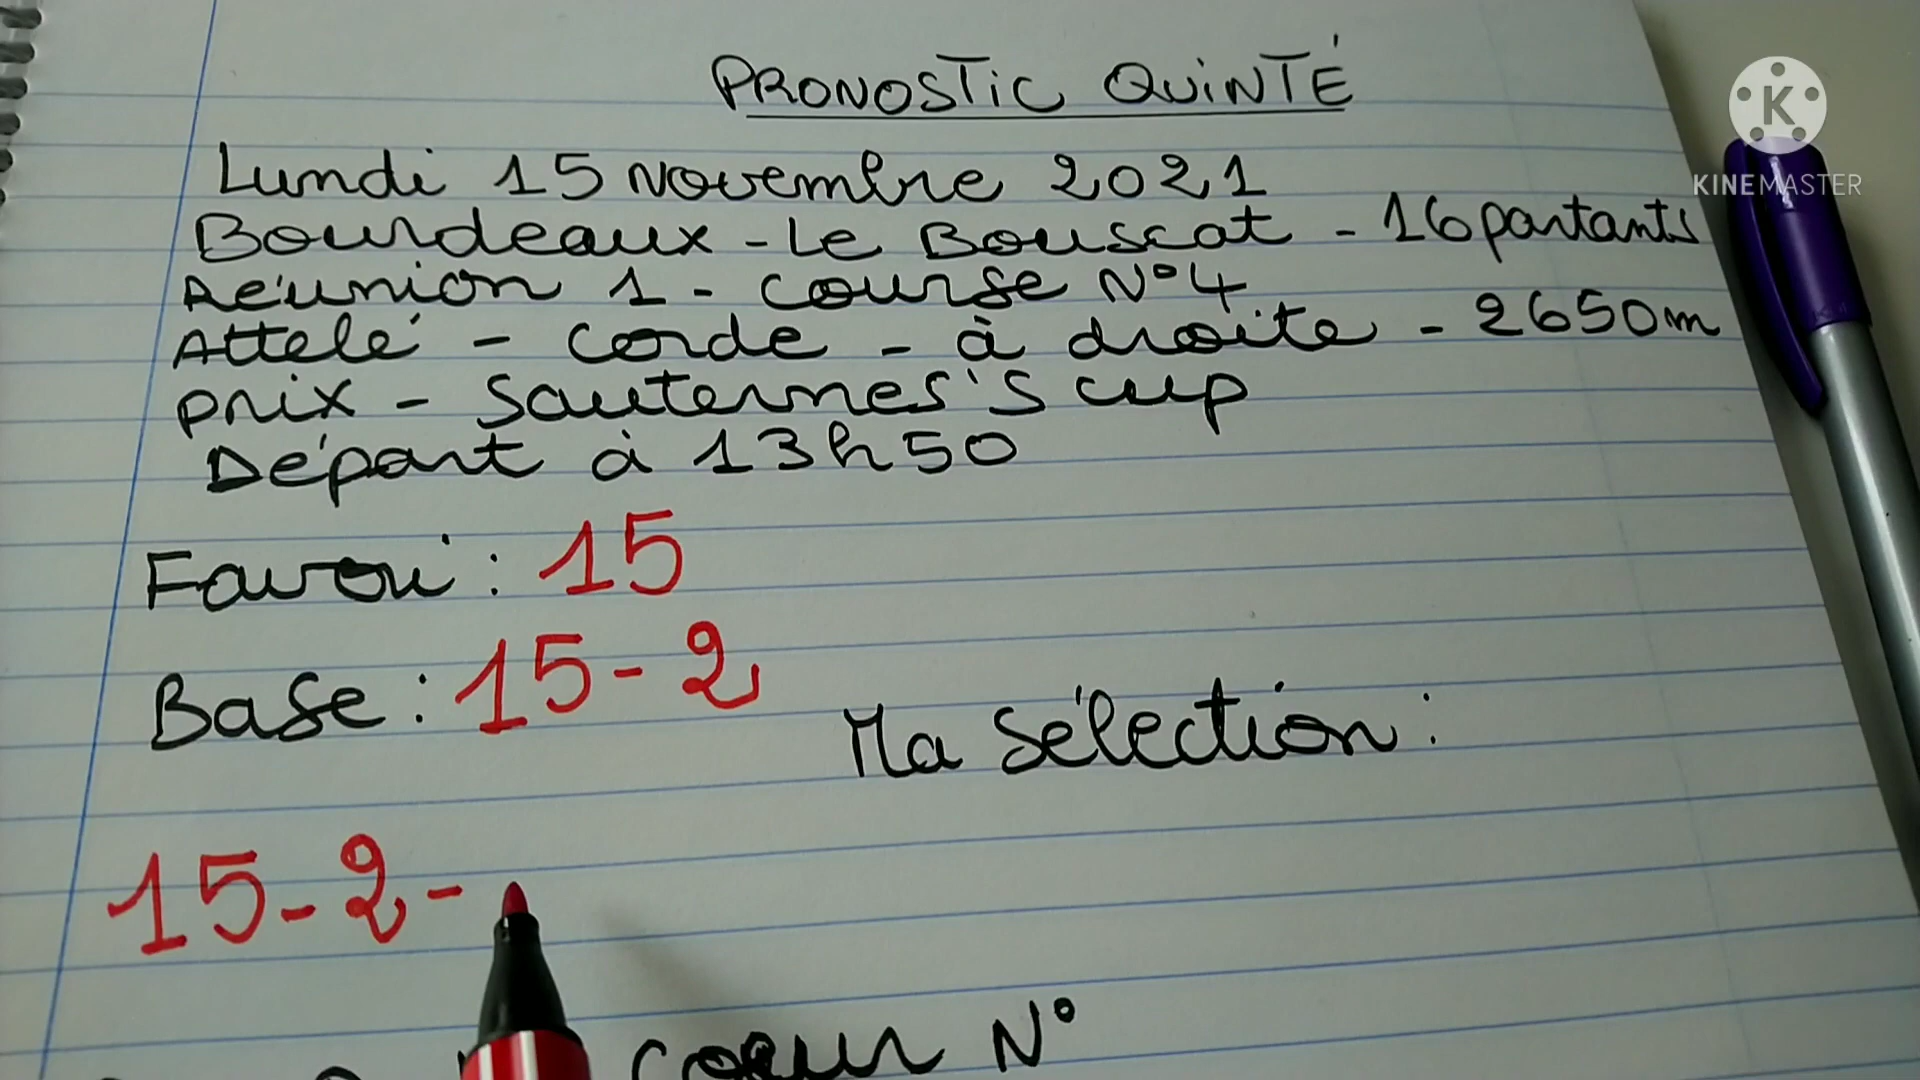 PRONOSTIC QUINTÉ
Lundi 15 Novembre 2021
Bourdeaux - Le Bouscat - 16 partants
Réunion 1 - course N°4
Attelé - corde - à droite - 2650m
prix - Sauternes's cup
Départ à 13h50
Favori : 15
Base : 15-2
Ma Sélection :
15-2-
coeur N°
K
KINEMASTER